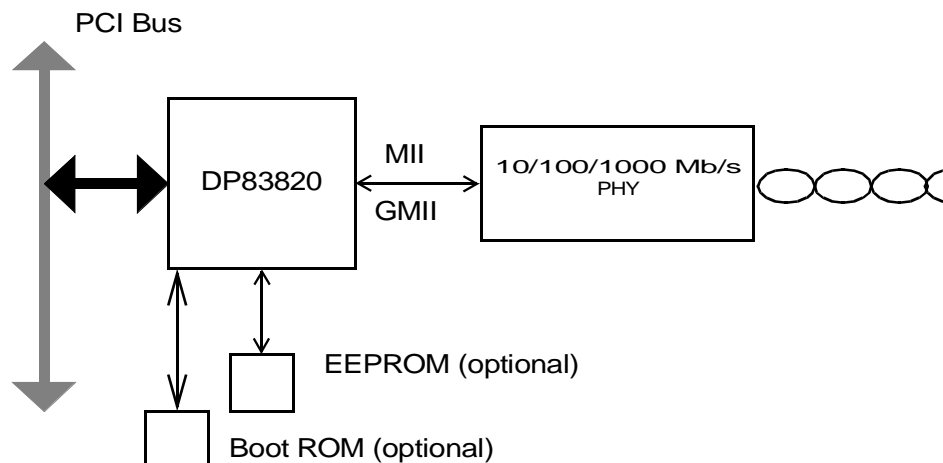 PCI Bus
DP83820
MII
GMII
10/100/1000 Mb/s
PHY
EEPROM (optional)
Boot ROM (optional)